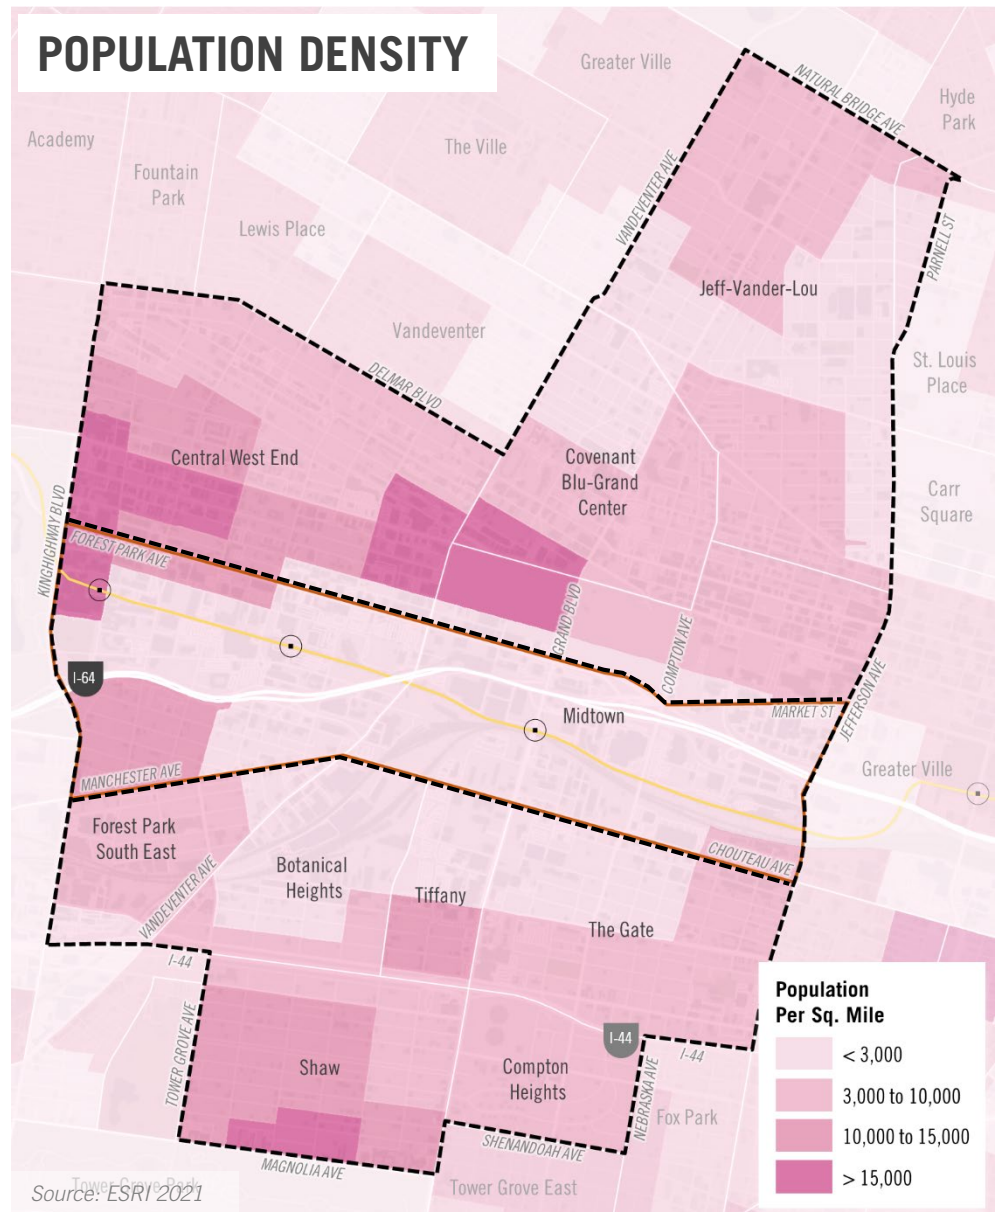 POPULATION DENSITY
Greater Ville
NATURAL BRIDGE AVE
Hyde
Park
Academy
The Ville
Fountain
Park
VANDEVENTER AVE
Lewis Place
PARNELL ST
Jeff-Vander-Lou
Vandeventer
St. Louis
Place
DELMAR BLVD
Central West End
Covenant
Blu-Grand
Center
Carr
Square
KINGHIGHWAY BLVD
FOREST PARK AVE
GRAND BLVD
COMPTON AVE
I-64
Midtown
MARKET ST
JEFFERSON AVE
MANCHESTER AVE
Greater Ville
Forest Park
South East
CHOUTEAU AVE
VANDEVENTER AVE
Botanical
Heights
Tiffany
The Gate
I-44
TOWER GROVE AVE
I-44
I-44
Shaw
Compton
Heights
NEBRASKA AVE
Fox Park
SHENANDOAH AVE
MAGNOLIA AVE
Tower Grove Park
Tower Grove East
Source: ESRI 2021
Population
Per Sq. Mile
< 3,000
3,000 to 10,000
10,000 to 15,000
> 15,000